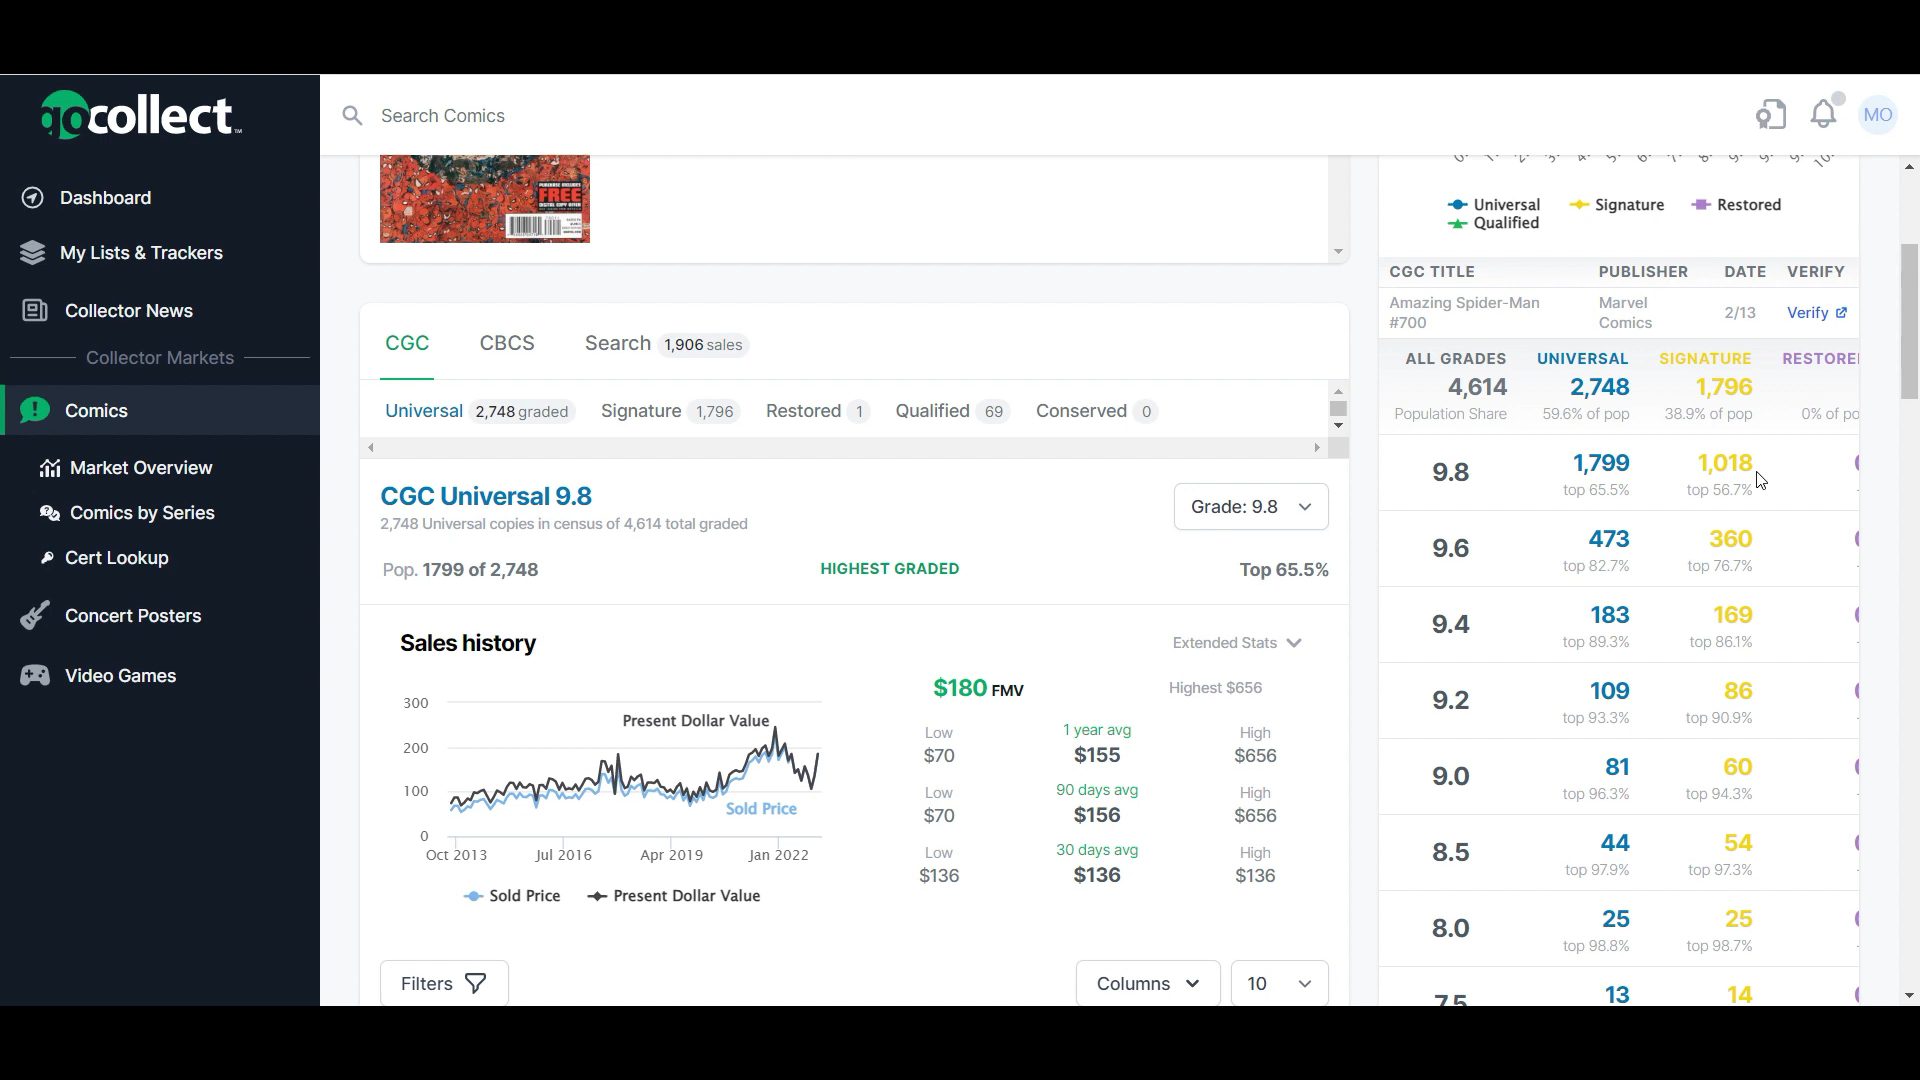 gocollect™
Search Comics
MO
Dashboard
My Lists & Trackers
Collector News
Collector Markets
Comics
Market Overview
Comics by Series
Cert Lookup
Concert Posters
Video Games
PURCHASE INCLUDES
FREE
DIGITAL COPY OFFER
CGC
CBCS
Search 1,906 sales
Universal 2,748 graded
Signature 1,796
Restored 1
Qualified 69
Conserved 0
CGC Universal 9.8
2,748 Universal copies in census of 4,614 total graded
Grade: 9.8
Pop. 1799 of 2,748
HIGHEST GRADED
Top 65.5%
Sales history
Extended Stats
300
200
100
0
Present Dollar Value
Sold Price
Oct 2013
Jul 2016
Apr 2019
Jan 2022
Sold Price
Present Dollar Value
$180 FMV
Highest $656
Low
1 year avg
High
$70
$155
$656
Low
90 days avg
High
$70
$156
$656
Low
30 days avg
High
$136
$136
$136
Filters
Columns
10
Universal
Signature
Restored
Qualified
CGC TITLE
PUBLISHER
DATE
VERIFY
Amazing Spider-Man
#700
Marvel
Comics
2/13
Verify
ALL GRADES
UNIVERSAL
SIGNATURE
RESTORE
4,614
2,748
1,796
Population Share
59.6% of pop
38.9% of pop
0% of po
9.8
1,799
1,018
top 65.5%
top 56.7%
9.6
473
360
top 82.7%
top 76.7%
9.4
183
169
top 89.3%
top 86.1%
9.2
109
86
top 93.3%
top 90.9%
9.0
81
60
top 96.3%
top 94.3%
8.5
44
54
top 97.9%
top 97.3%
8.0
25
25
top 98.8%
top 98.7%
7.5
13
14